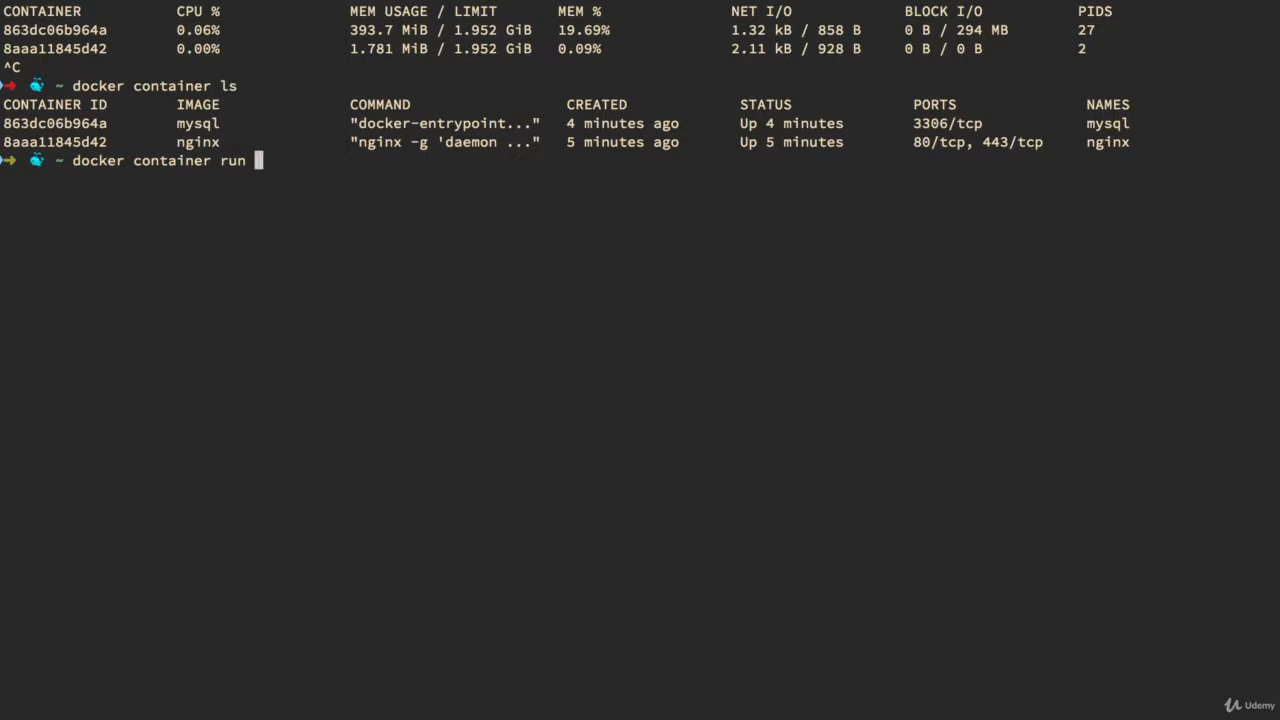 CONTAINER CPU % MEM USAGE / LIMIT MEM % NET I/O BLOCK I/O PIDS
863dc06b964a 0.06% 393.7 MiB / 1.952 GiB 19.69% 1.32 kB / 858 B 0 B / 294 MB 27
8aaa11845d42 0.00% 1.781 MiB / 1.952 GiB 0.09% 2.11 kB / 928 B 0 B / 0 B 2
^C
~ docker container ls
CONTAINER ID IMAGE COMMAND CREATED STATUS PORTS NAMES
863dc06b964a mysql "docker-entrypoint..." 4 minutes ago Up 4 minutes 3306/tcp mysql
8aaa11845d42 nginx "nginx -g 'daemon ..." 5 minutes ago Up 5 minutes 80/tcp, 443/tcp nginx
~ docker container run
Udemy